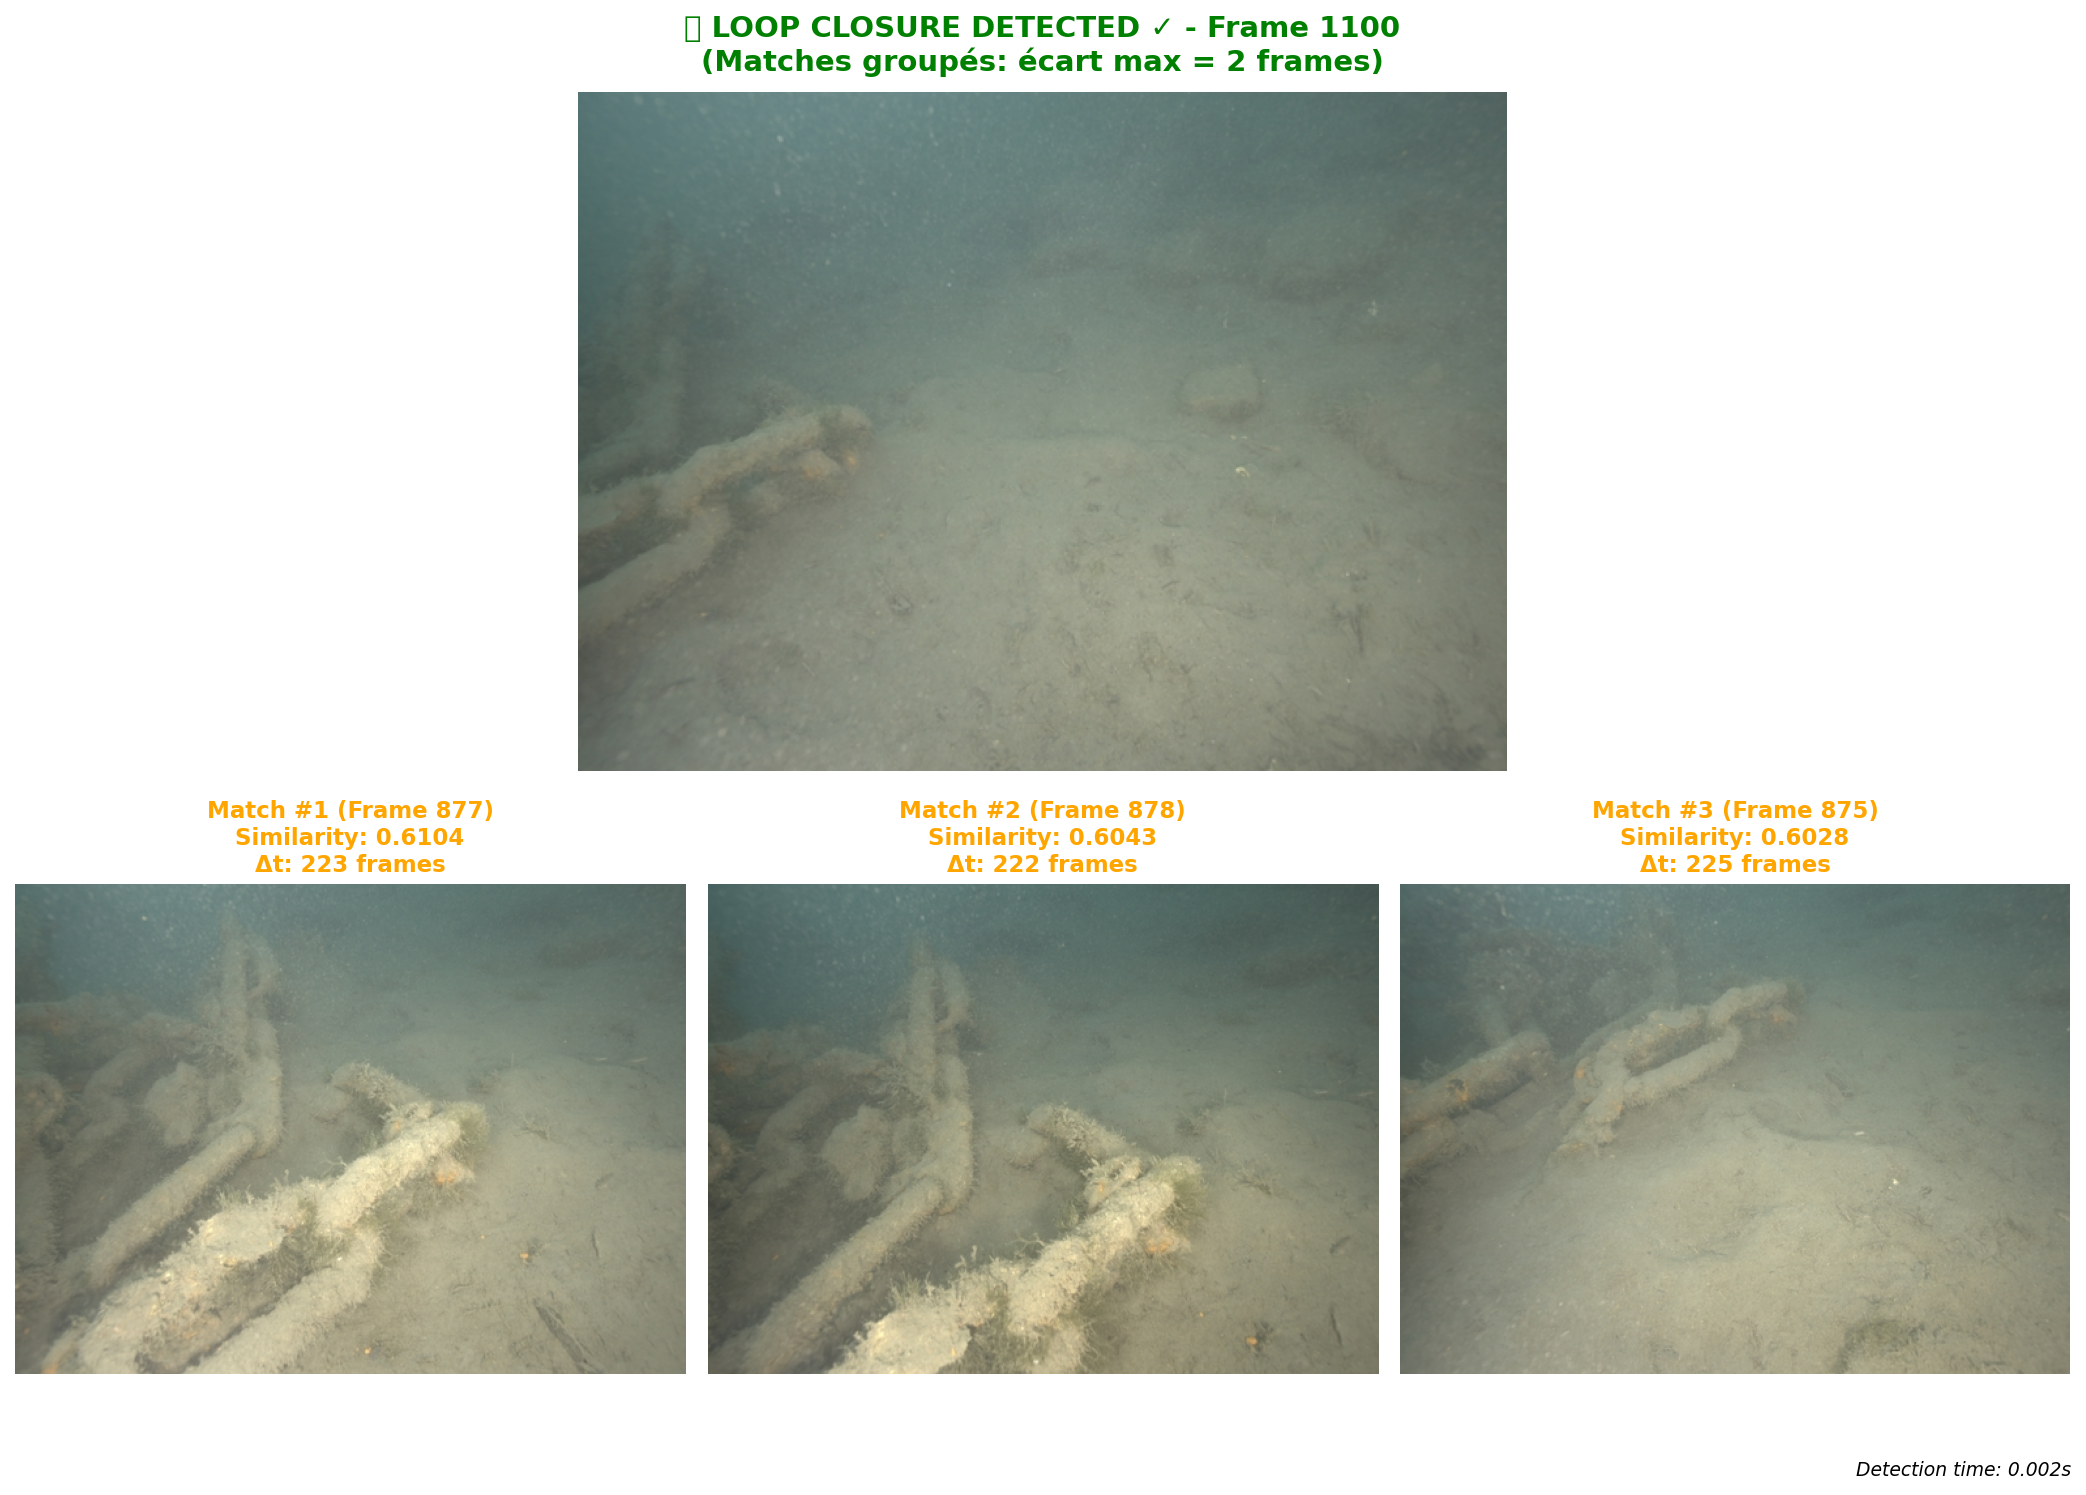 LOOP CLOSURE DETECTED ✓ - Frame 1100
(Matches groupés: écart max = 2 frames)
Match #1 (Frame 877)
Similarity: 0.6104
Δt: 223 frames
Match #2 (Frame 878)
Similarity: 0.6043
Δt: 222 frames
Match #3 (Frame 875)
Similarity: 0.6028
Δt: 225 frames
Detection time: 0.002s